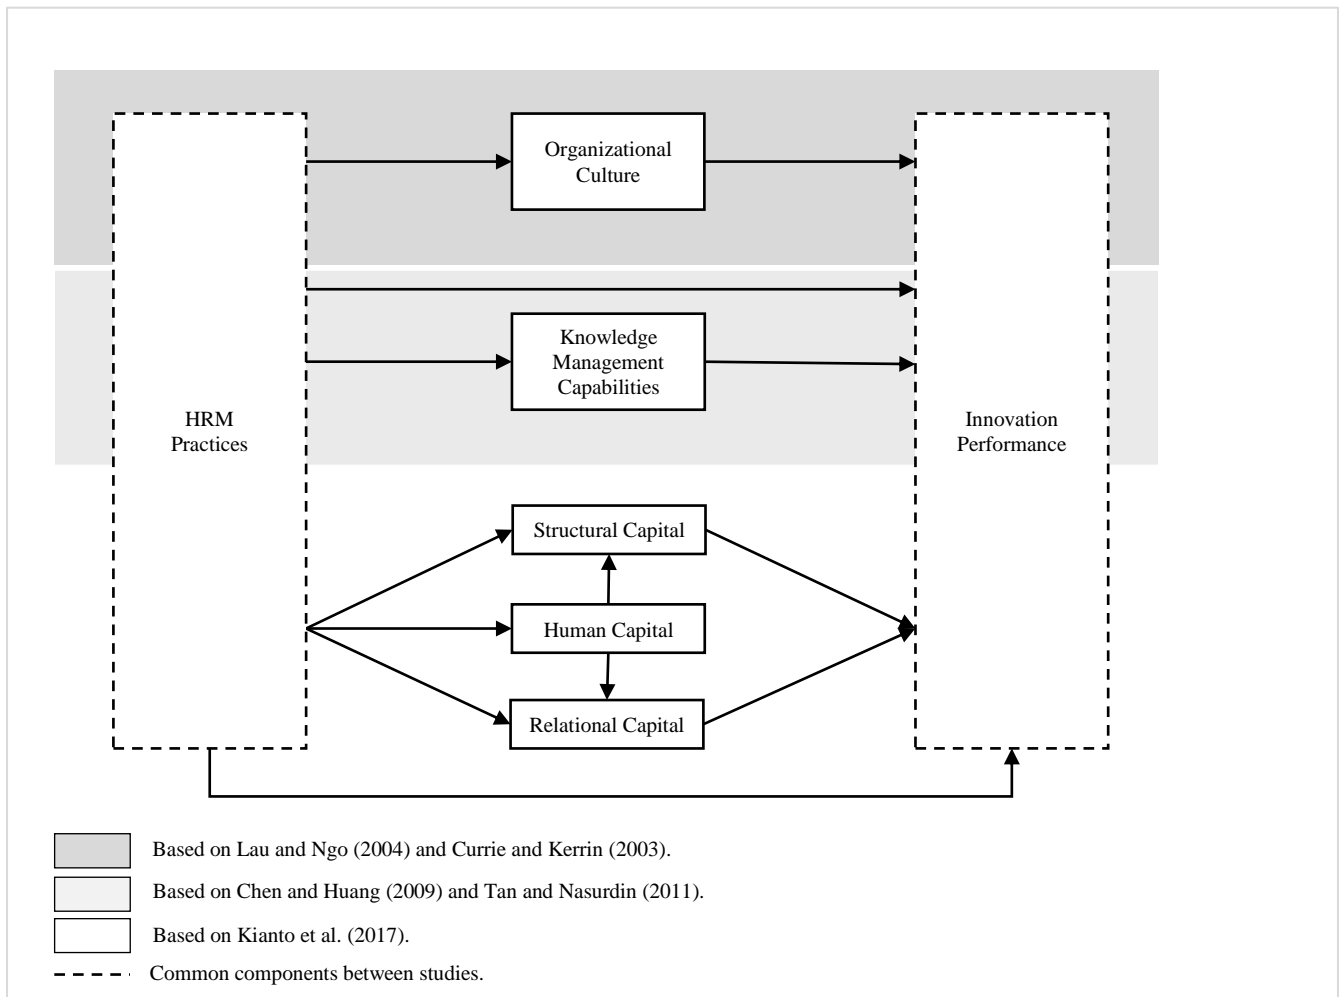 Organizational
Culture
Knowledge
Management
Capabilities
HRM
Practices
Innovation
Performance
Structural Capital
Human Capital
Relational Capital
Based on Lau and Ngo (2004) and Currie and Kerrin (2003).
Based on Chen and Huang (2009) and Tan and Nasurdin (2011).
Based on Kianto et al. (2017).
Common components between studies.